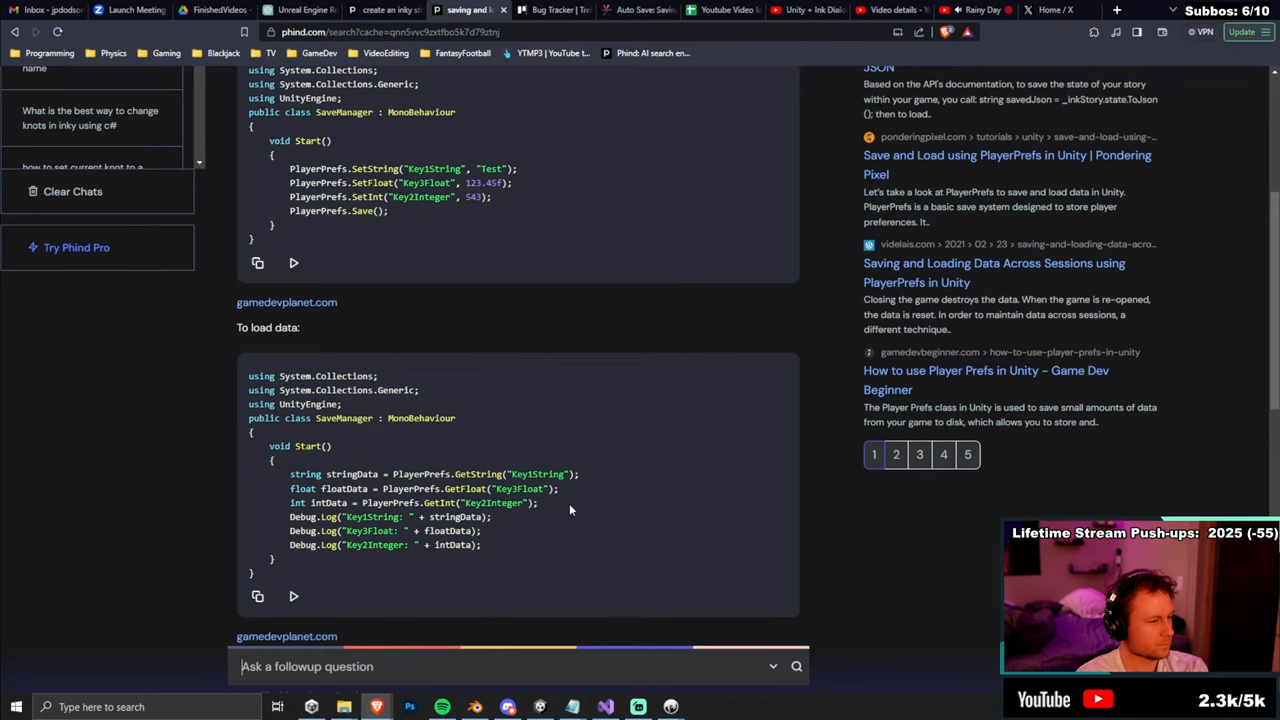 Inbox - jpdodson
Launch Meeting
FinishedVideos
Unreal Engine Ro
create an inky st
saving and lo
Bug Tracker | Tre
Auto Save: Savin
Youtube Video Id
Unity + Ink Dialo
Video details - Y
Rainy Day
Home / X
Subbos: 6/10
phind.com/search?cache=qnn5vvc9zxtfbo5k7d79ztnj
VPN
Update
Programming
Physics
Gaming
Blackjack
TV
GameDev
VideoEditing
FantasyFootball
YTMP3 | YouTube t...
Phind: AI search en...
name
What is the best way to change
knots in inky using c#
how to set current knot to a
Clear Chats
Try Phind Pro
using System.Collections;
using System.Collections.Generic;
using UnityEngine;
public class SaveManager : MonoBehaviour
{
void Start()
{
PlayerPrefs.SetString("Key1String", "Test");
PlayerPrefs.SetFloat("Key3Float", 123.45f);
PlayerPrefs.SetInt("Key2Integer", 543);
PlayerPrefs.Save();
}
}
gamedevplanet.com
To load data:
using System.Collections;
using System.Collections.Generic;
using UnityEngine;
public class SaveManager : MonoBehaviour
{
void Start()
{
string stringData = PlayerPrefs.GetString("Key1String");
float floatData = PlayerPrefs.GetFloat("Key3Float");
int intData = PlayerPrefs.GetInt("Key2Integer");
Debug.Log("Key1String: " + stringData);
Debug.Log("Key3Float: " + floatData);
Debug.Log("Key2Integer: " + intData);
}
}
gamedevplanet.com
Ask a followup question
JSON
Based on the API's documentation, to save the state of your story
within your game, you call: string savedJson = _inkStory.state.ToJson
(); then to load..
ponderingpixel.com › tutorials › unity › save-and-load-using-...
Save and Load using PlayerPrefs in Unity | Pondering
Pixel
Let's take a look at PlayerPrefs to save and load data in Unity.
PlayerPrefs is a basic save system designed to store player
preferences. It..
videlais.com › 2021 › 02 › 23 › saving-and-loading-data-acro...
Saving and Loading Data Across Sessions using
PlayerPrefs in Unity
Closing the game destroys the data. When the game is re-opened,
the data is reset. In order to maintain data across sessions, a
different technique..
gamedevbeginner.com › how-to-use-player-prefs-in-unity
How to use Player Prefs in Unity - Game Dev
Beginner
The Player Prefs class in Unity is used to save small amounts of data
from your game to disk, which allows you to store and..
1 2 3 4 5
Lifetime Stream Push-ups: 2025 (-55)
YouTube 2.3k/5k
Type here to search